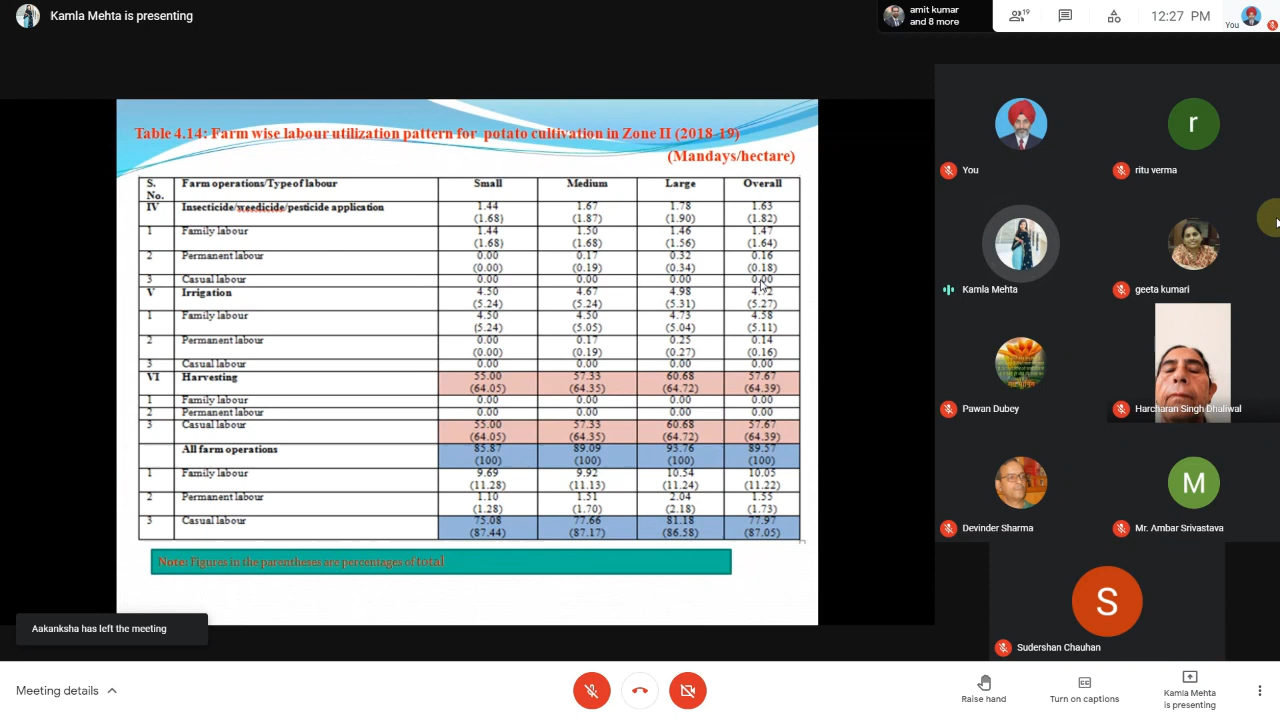 Kamla Mehta is presenting
amit kumar
and 8 more
19
12:27 PM
You
Table 4.14: Farm wise labour utilization pattern for potato cultivation in Zone II (2018-19)
(Mandays/hectare)
S. No. Farm operations/Type of labour Small Medium Large Overall
IV Insecticide/weedicide/pesticide application 1.44 1.67 1.78 1.63
(1.68) (1.87) (1.90) (1.82)
1 Family labour 1.44 1.50 1.46 1.47
(1.68) (1.68) (1.56) (1.64)
2 Permanent labour 0.00 0.17 0.32 0.16
(0.00) (0.19) (0.34) (0.18)
3 Casual labour 0.00 0.00 0.00 0.00
V Irrigation 4.50 4.67 4.98
(5.24) (5.24) (5.31) (5.27)
1 Family labour 4.50 4.50 4.73 4.58
(5.24) (5.05) (5.04) (5.11)
2 Permanent labour 0.00 0.17 0.25 0.14
(0.00) (0.19) (0.27) (0.16)
3 Casual labour 0.00 0.00 0.00 0.00
VI Harvesting 55.00 57.33 60.68 57.67
(64.05) (64.35) (64.72) (64.39)
1 Family labour 0.00 0.00 0.00 0.00
2 Permanent labour 0.00 0.00 0.00 0.00
3 Casual labour 55.00 57.33 60.68 57.67
(64.05) (64.35) (64.72) (64.39)
All farm operations 85.87 89.09 93.76 89.57
(100) (100) (100) (100)
1 Family labour 9.69 9.92 10.54 10.05
(11.28) (11.13) (11.24) (11.22)
2 Permanent labour 1.10 1.51 2.04 1.55
(1.28) (1.70) (2.18) (1.73)
3 Casual labour 75.08 77.66 81.18 77.97
(87.44) (87.17) (86.58) (87.05)
Note: Figures in the parentheses are percentages of total
Aakanksha has left the meeting
r
You
ritu verma
Kamla Mehta
geeta kumari
Pawan Dubey
Harcharan Singh Dhaliwal
M
Devinder Sharma
Mr. Ambar Srivastava
S
Sudershan Chauhan
Meeting details
Raise hand
Turn on captions
Kamla Mehta
is presenting